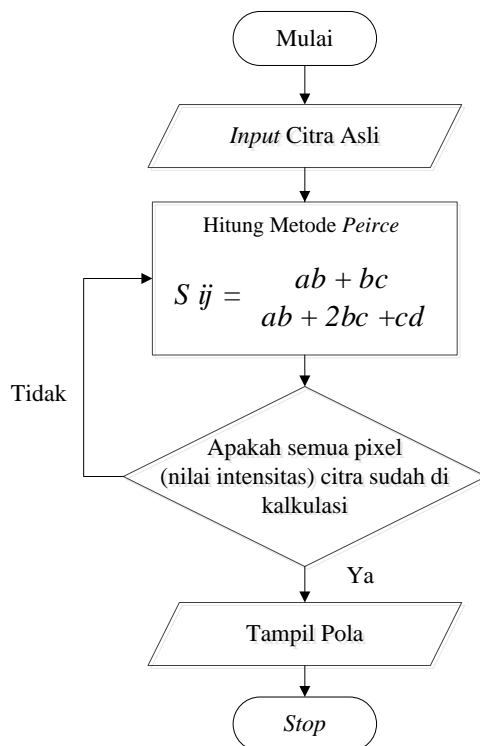 Mulai
Input Citra Asli
Hitung Metode Peirce
S ij = ab + bc
ab + 2bc +cd
Tidak
Apakah semua pixel
(nilai intensitas) citra sudah di
kalkulasi
Ya
Tampil Pola
Stop